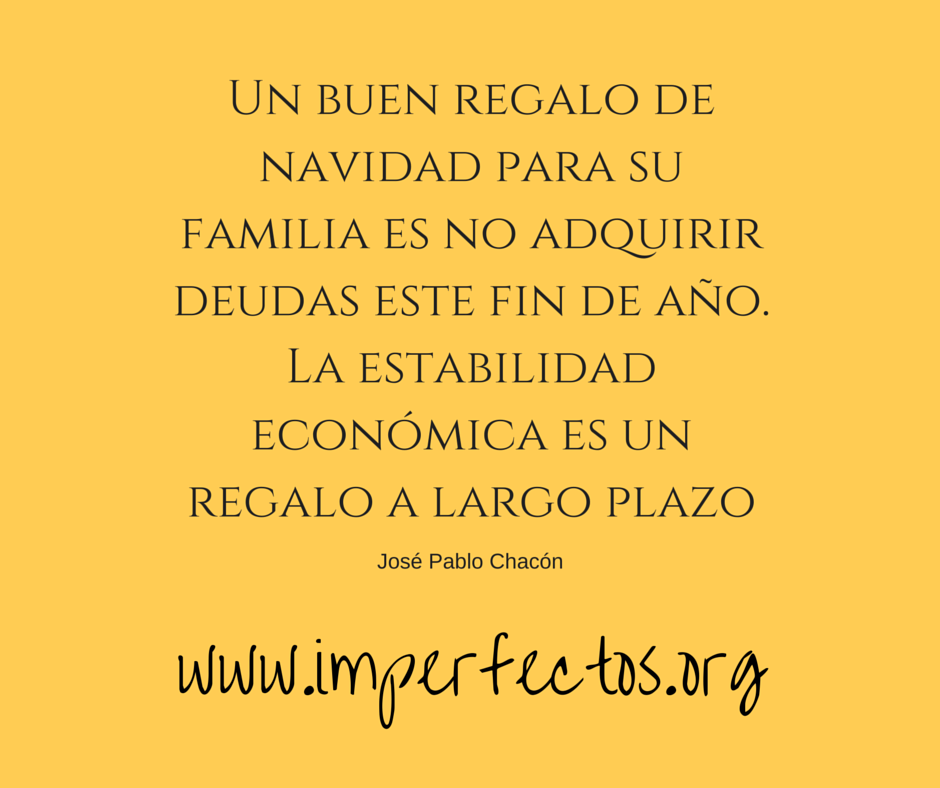 Un buen regalo de
navidad para su
familia es no adquirir
deudas este fin de año.
La estabilidad
económica es un
regalo a largo plazo
José Pablo Chacón
www.imperfectos.org